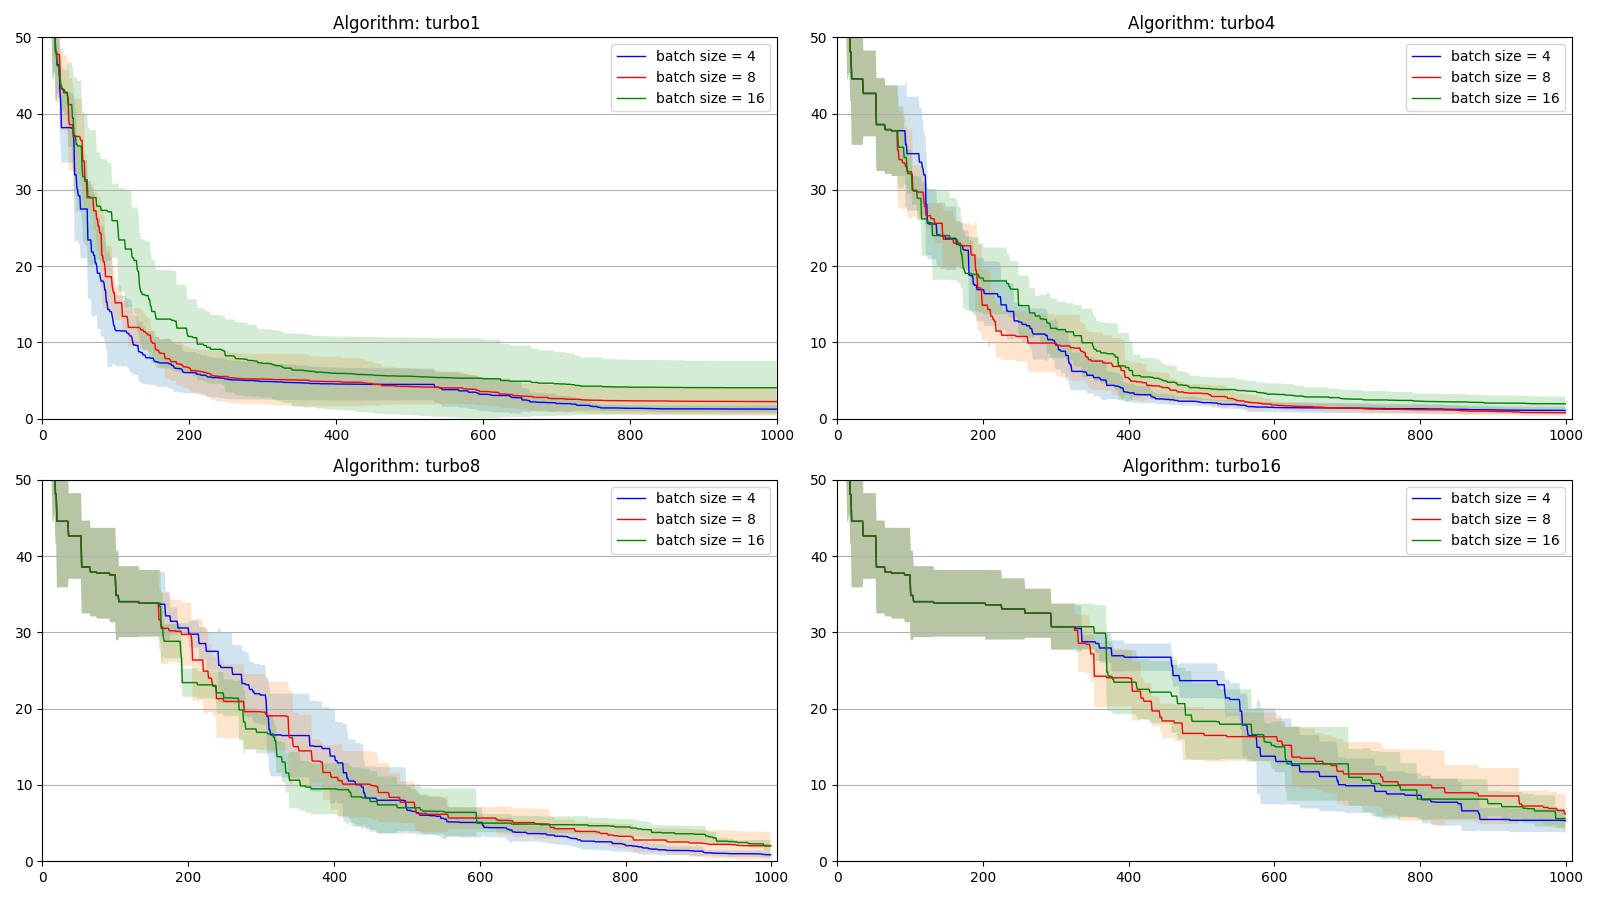 Algorithm: turbo1
50
40
30
20
10
0
0 200 400 600 800 1000
batch size = 4
batch size = 8
batch size = 16
Algorithm: turbo4
50
40
30
20
10
0
0 200 400 600 800 1000
batch size = 4
batch size = 8
batch size = 16
Algorithm: turbo8
50
40
30
20
10
0
0 200 400 600 800 1000
batch size = 4
batch size = 8
batch size = 16
Algorithm: turbo16
50
40
30
20
10
0
0 200 400 600 800 1000
batch size = 4
batch size = 8
batch size = 16